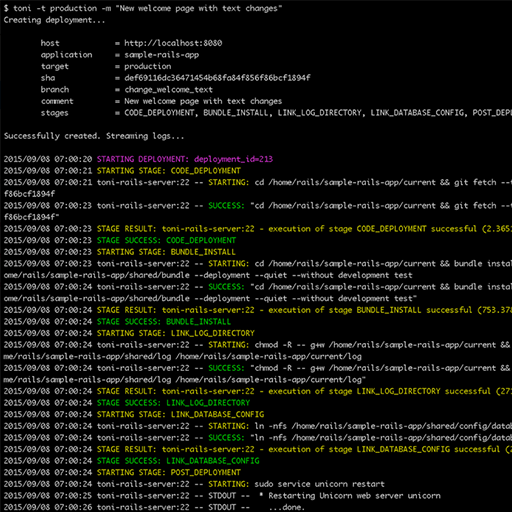 $ toni -t production -m "New welcome page with text changes"
Creating deployment...
host = http://localhost:8080
application = sample-rails-app
target = production
sha = def69116dc36471454b68fa84f856f86bcf1894f
branch = change_welcome_text
comment = New welcome page with text changes
stages = CODE_DEPLOYMENT, BUNDLE_INSTALL, LINK_LOG_DIRECTORY, LINK_DATABASE_CONFIG, POST_DEPL
Successfully created. Streaming logs...
2015/09/08 07:00:20 STARTING DEPLOYMENT: deployment_id=213
2015/09/08 07:00:21 STARTING STAGE: CODE_DEPLOYMENT
2015/09/08 07:00:21 toni-rails-server:22 -- STARTING: cd /home/rails/sample-rails-app/current && git fetch --t
f86bcf1894f
2015/09/08 07:00:23 toni-rails-server:22 -- SUCCESS: "cd /home/rails/sample-rails-app/current && git fetch --t
f86bcf1894f"
2015/09/08 07:00:23 STAGE RESULT: toni-rails-server:22 - execution of stage CODE_DEPLOYMENT successful (2.3651
2015/09/08 07:00:23 STAGE SUCCESS: CODE_DEPLOYMENT
2015/09/08 07:00:23 STARTING STAGE: BUNDLE_INSTALL
2015/09/08 07:00:23 toni-rails-server:22 -- STARTING: cd /home/rails/sample-rails-app/current && bundle instal
ome/rails/sample-rails-app/shared/bundle --deployment --quiet --without development test
2015/09/08 07:00:24 toni-rails-server:22 -- SUCCESS: "cd /home/rails/sample-rails-app/current && bundle instal
ome/rails/sample-rails-app/shared/bundle --deployment --quiet --without development test"
2015/09/08 07:00:24 STAGE RESULT: toni-rails-server:22 - execution of stage BUNDLE_INSTALL successful (753.378
2015/09/08 07:00:24 STAGE SUCCESS: BUNDLE_INSTALL
2015/09/08 07:00:24 STARTING STAGE: LINK_LOG_DIRECTORY
2015/09/08 07:00:24 toni-rails-server:22 -- STARTING: chmod -R -- g+w /home/rails/sample-rails-app/current &&
me/rails/sample-rails-app/shared/log /home/rails/sample-rails-app/current/log
2015/09/08 07:00:24 toni-rails-server:22 -- SUCCESS: "chmod -R -- g+w /home/rails/sample-rails-app/current &&
me/rails/sample-rails-app/shared/log /home/rails/sample-rails-app/current/log"
2015/09/08 07:00:24 STAGE RESULT: toni-rails-server:22 - execution of stage LINK_LOG_DIRECTORY successful (271
2015/09/08 07:00:24 STAGE SUCCESS: LINK_LOG_DIRECTORY
2015/09/08 07:00:24 STARTING STAGE: LINK_DATABASE_CONFIG
2015/09/08 07:00:24 toni-rails-server:22 -- STARTING: ln -nfs /home/rails/sample-rails-app/shared/config/datab
2015/09/08 07:00:24 toni-rails-server:22 -- SUCCESS: "ln -nfs /home/rails/sample-rails-app/shared/config/datab
2015/09/08 07:00:24 STAGE RESULT: toni-rails-server:22 - execution of stage LINK_DATABASE_CONFIG successful (2
2015/09/08 07:00:24 STAGE SUCCESS: LINK_DATABASE_CONFIG
2015/09/08 07:00:24 STARTING STAGE: POST_DEPLOYMENT
2015/09/08 07:00:24 toni-rails-server:22 -- STARTING: sudo service unicorn restart
2015/09/08 07:00:25 toni-rails-server:22 -- STDOUT -- * Restarting Unicorn web server unicorn
2015/09/08 07:00:26 toni-rails-server:22 -- STDOUT -- ...done.